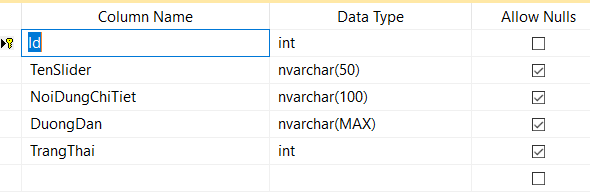 Column Name Data Type Allow Nulls
Id int
TenSlider nvarchar(50)
NoiDungChiTiet nvarchar(100)
DuongDan nvarchar(MAX)
TrangThai int